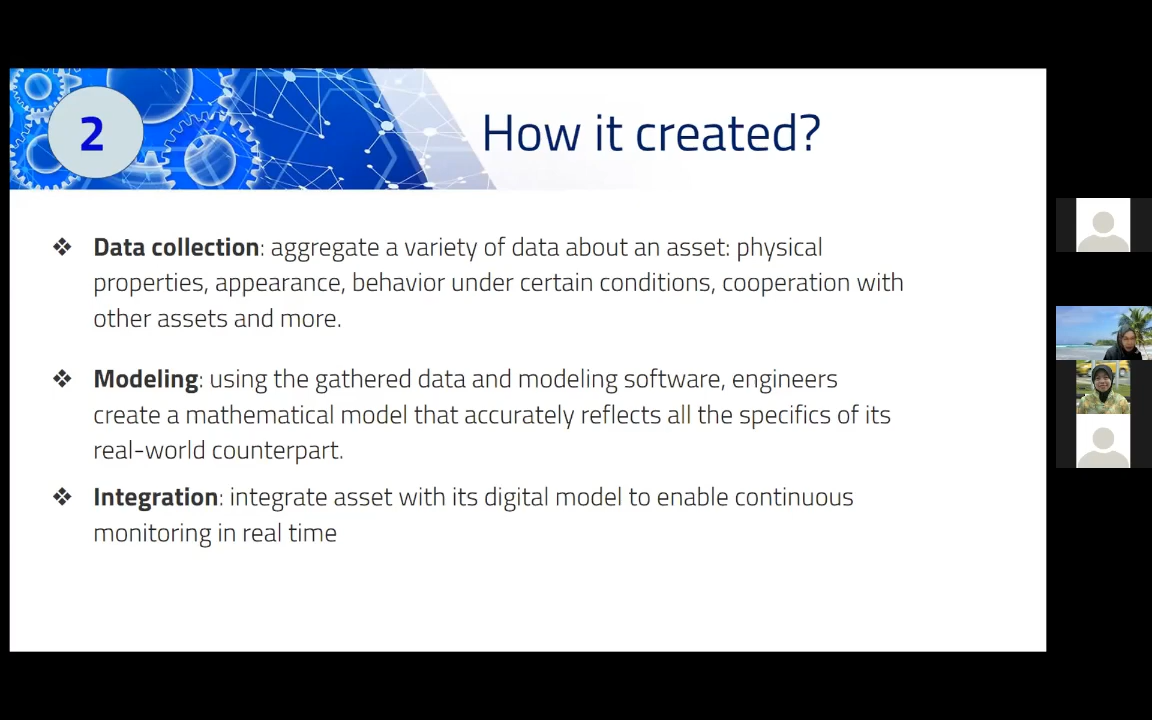 2
How it created?
❖ Data collection: aggregate a variety of data about an asset: physical
properties, appearance, behavior under certain conditions, cooperation with
other assets and more.
❖ Modeling: using the gathered data and modeling software, engineers
create a mathematical model that accurately reflects all the specifics of its
real-world counterpart.
❖ Integration: integrate asset with its digital model to enable continuous
monitoring in real time